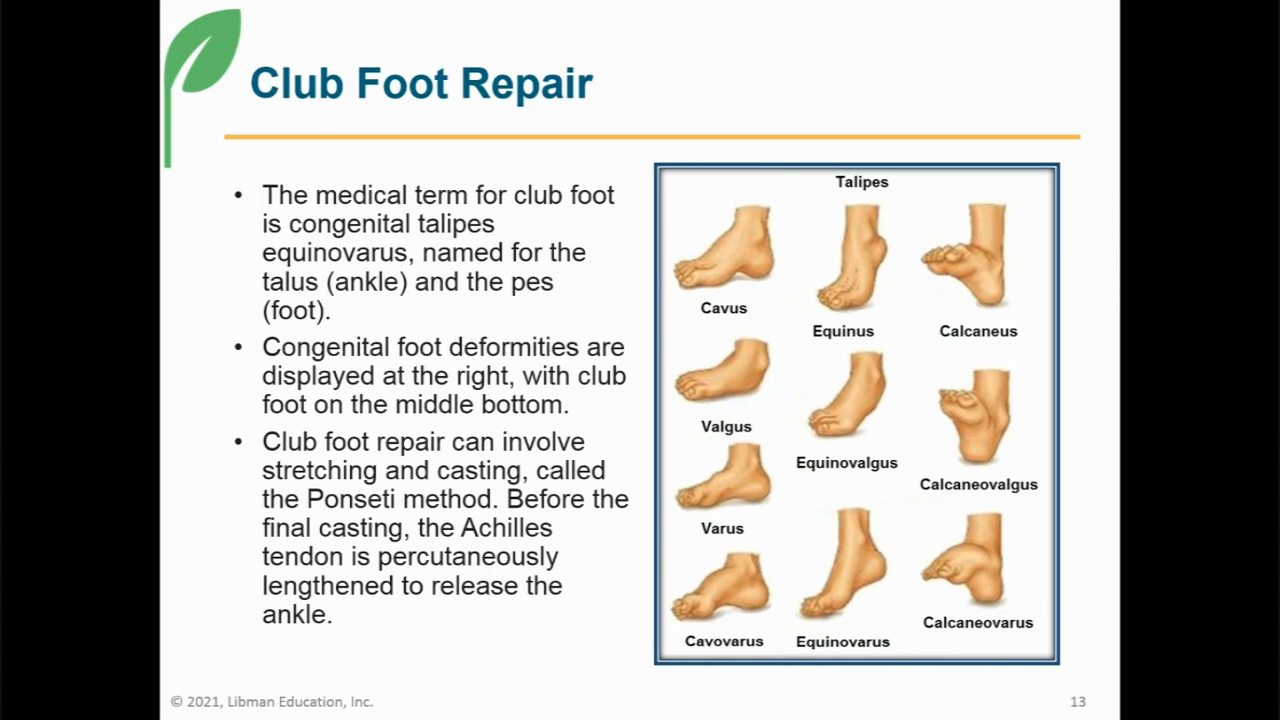 Club Foot Repair
• The medical term for club foot
is congenital talipes
equinovarus, named for the
talus (ankle) and the pes
(foot).
• Congenital foot deformities are
displayed at the right, with club
foot on the middle bottom.
• Club foot repair can involve
stretching and casting, called
the Ponseti method. Before the
final casting, the Achilles
tendon is percutaneously
lengthened to release the
ankle.
Talipes
Cavus
Equinus
Calcaneus
Valgus
Equinovalgus
Calcaneovalgus
Varus
Cavovarus
Equinovarus
Calcaneovarus
© 2021, Libman Education, Inc.
13